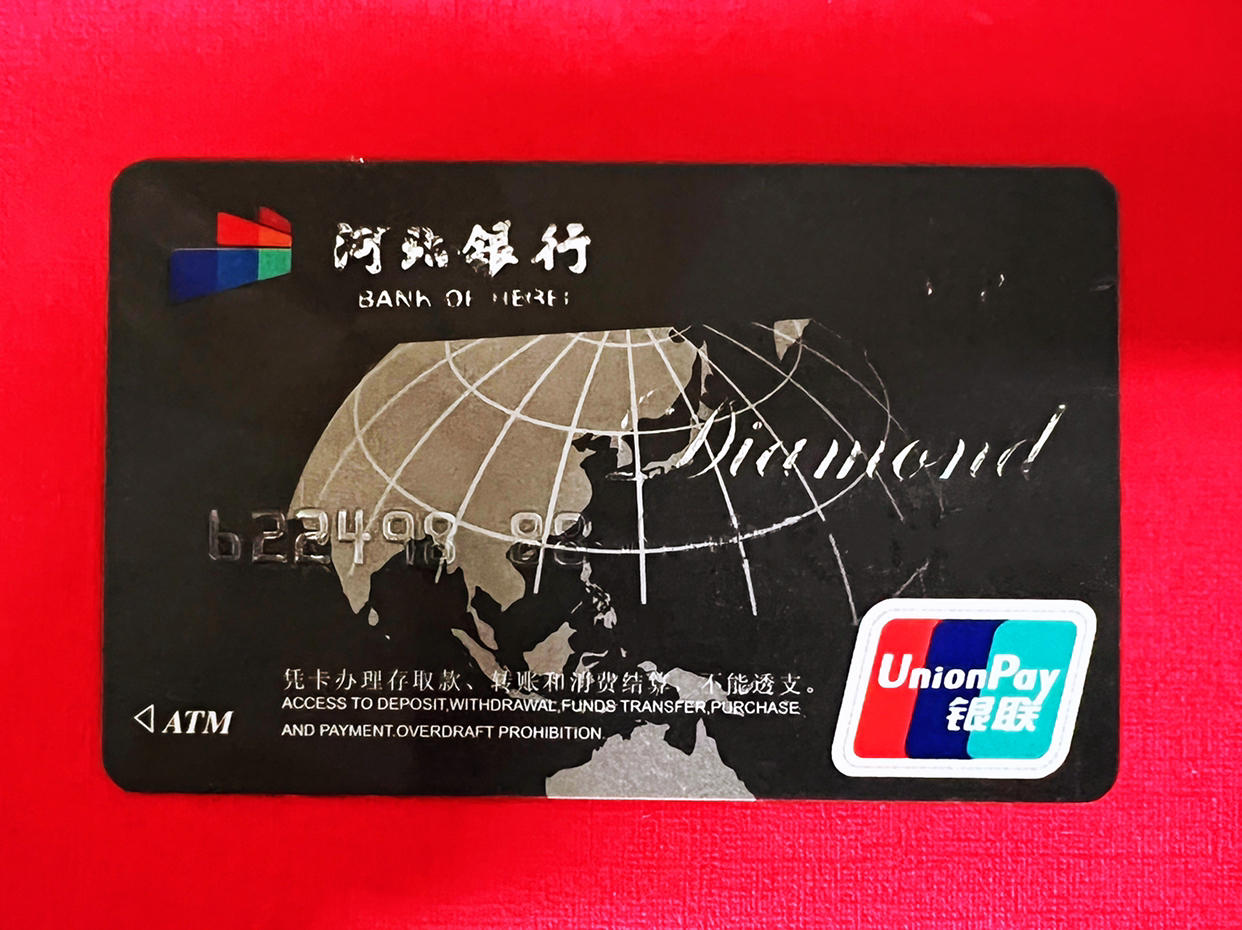 河北银行
BANK OF HEBEI
Diamond
622498 88
凭卡办理存取款、转账和消费结算，不能透支。
ACCESS TO DEPOSIT,WITHDRAWAL,FUNDS TRANSFER,PURCHASE
AND PAYMENT.OVERDRAFT PROHIBITION.
ATM
UnionPay
银联